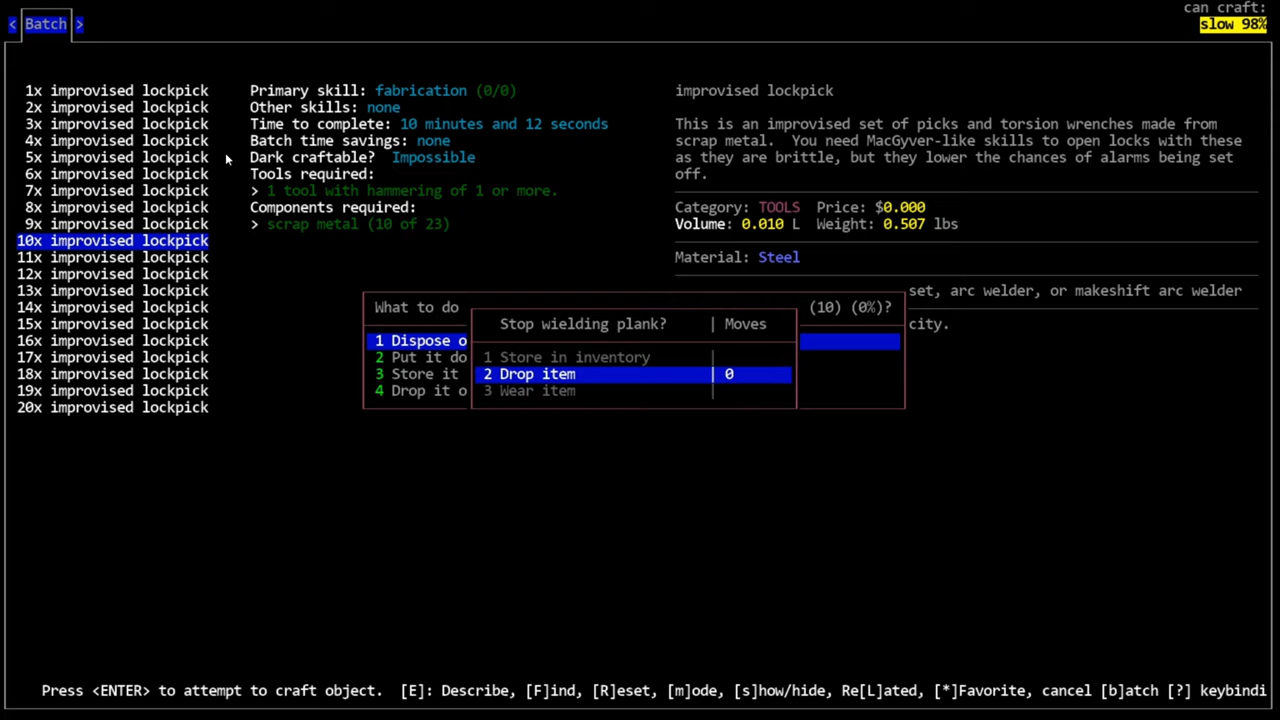 can craft:
< Batch >
slow 98%
1x improvised lockpick
2x improvised lockpick
3x improvised lockpick
4x improvised lockpick
5x improvised lockpick
6x improvised lockpick
7x improvised lockpick
8x improvised lockpick
9x improvised lockpick
10x improvised lockpick
11x improvised lockpick
12x improvised lockpick
13x improvised lockpick
14x improvised lockpick
15x improvised lockpick
16x improvised lockpick
17x improvised lockpick
18x improvised lockpick
19x improvised lockpick
20x improvised lockpick
Primary skill: fabrication (0/0)
Other skills: none
Time to complete: 10 minutes and 12 seconds
Batch time savings: none
Dark craftable? Impossible
Tools required:
> 1 tool with hammering of 1 or more.
Components required:
> scrap metal (10 of 23)
improvised lockpick
This is an improvised set of picks and torsion wrenches made from
scrap metal. You need MacGyver-like skills to open locks with these
as they are brittle, but they lower the chances of alarms being set
off.
Category: TOOLS Price: $0.000
Volume: 0.010 L Weight: 0.507 lbs
Material: Steel
set, arc welder, or makeshift arc welder
city.
What to do
(10) (0%)?
1 Dispose o
2 Put it do
3 Store it
4 Drop it o
Stop wielding plank? | Moves
1 Store in inventory |
2 Drop item | 0
3 Wear item |
Press <ENTER> to attempt to craft object. [E]: Describe, [F]ind, [R]eset, [m]ode, [s]how/hide, Re[L]ated, [*]Favorite, cancel [b]atch [?] keybindi